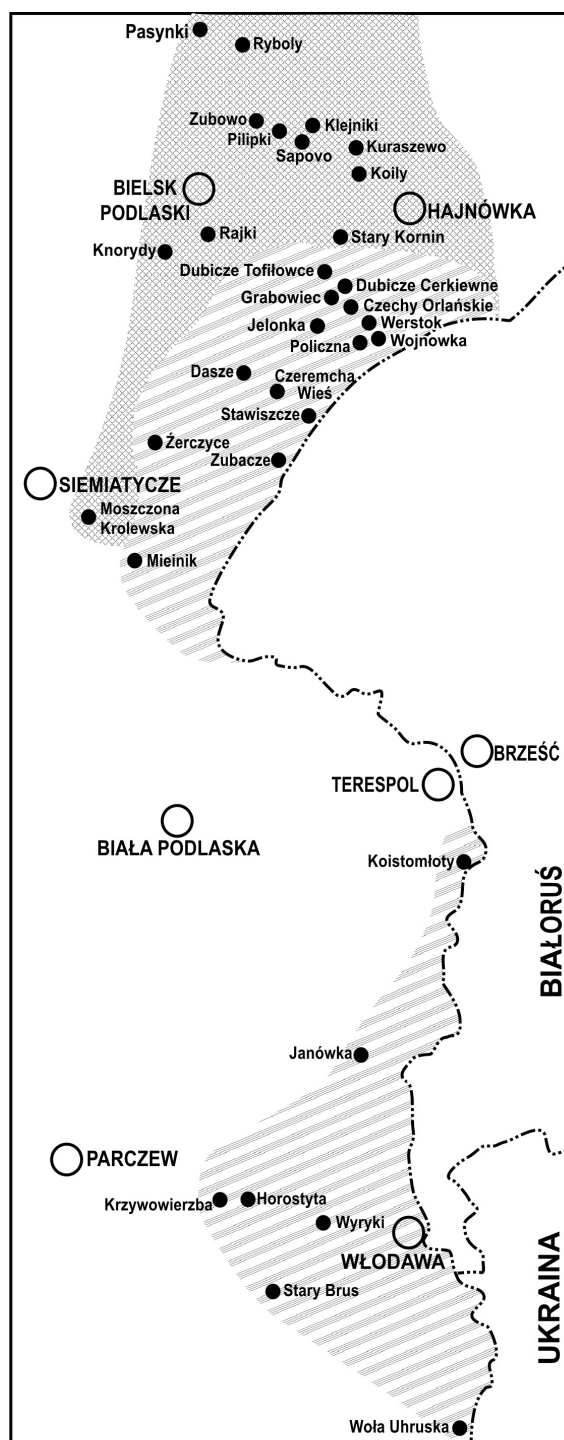 Pasynki
Ryboly
Zubowo
Klejniki
Pilipki
Sapovo
Kuraszewo
Koily
BIELSK
PODLASKI
HAJNÓWKA
Rajki
Stary Kornin
Knorydy
Dubicze Tofiłowce
Dubicze Cerkiewne
Grabowiec
Czechy Orlańskie
Jelonka
Werstok
Policzna
Wojnowka
Dasze
Czeremcha
Wieś
Stawiszcze
Żerczyce
Zubacze
SIEMIATYCZE
Moszczona
Krolewska
Mieinik
BRZEŚĆ
TERESPOL
BIAŁA PODLASKA
Koistomłoty
BIAŁORUŚ
Janówka
PARCZEW
Krzywowierzba
Horostyta
Wyryki
WŁODAWA
UKRAINA
Stary Brus
Woła Uhruska